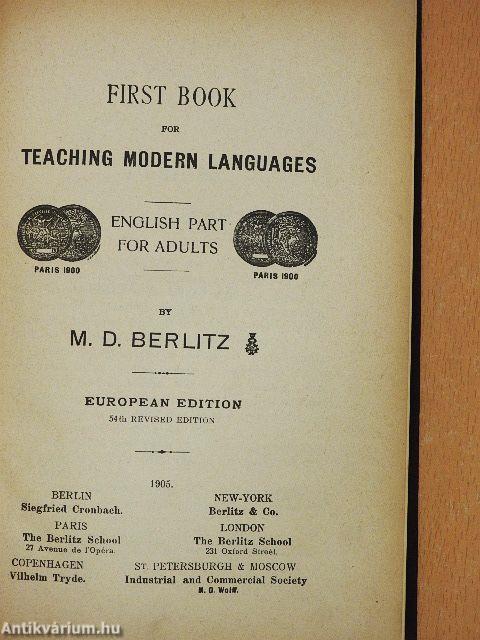 FIRST BOOK
FOR
TEACHING MODERN LANGUAGES
ENGLISH PART
FOR ADULTS
PARIS 1900
PARIS 1900
BY
M. D. BERLITZ
EUROPEAN EDITION
54th REVISED EDITION
1905.
BERLIN
Siegfried Cronbach.
NEW-YORK
Berlitz & Co.
PARIS
The Berlitz School
27 Avenue de l'Opéra.
LONDON
The Berlitz School
231 Oxford Street.
COPENHAGEN
Vilhelm Tryde.
ST. PETERSBURGH & MOSCOW
Industrial and Commercial Society
M. O. Wolff.
Antikvárium.hu